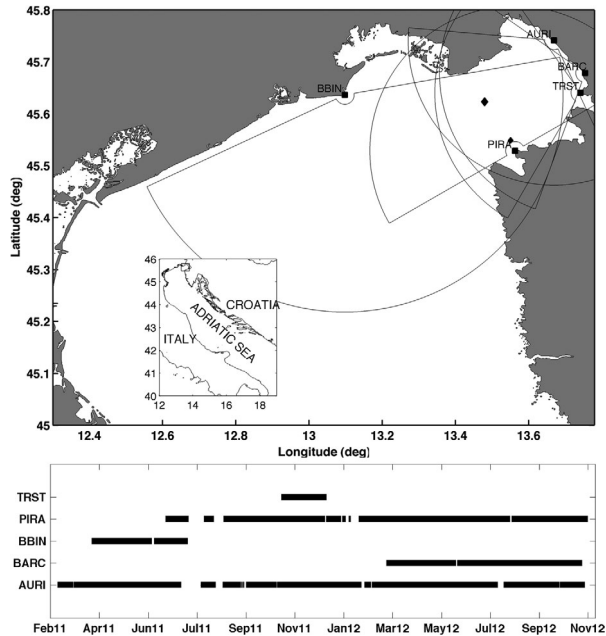 45.8
45.7
45.6
45.5
45.4
45.3
45.2
45.1
45
Latitude (deg)
AURI
BARC
TRST
BBIN
PIRA
46
45
44
43
42
41
40
12 14 16 18
CROATIA
ADRIATIC SEA
ITALY
12.4 12.6 12.8 13 13.2 13.4 13.6
Longitude (deg)
TRST
PIRA
BBIN
BARC
AURI
Feb11 Apr11 Jun11 Jul11 Sep11 Nov11 Jan12 Mar12 May12 Jul12 Sep12 Nov12